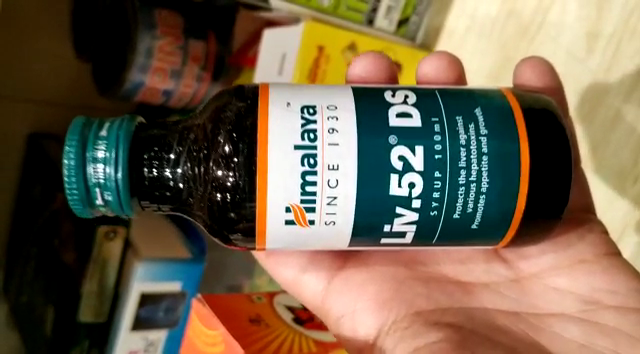 Himalaya
SINCE 1930
Liv.52® DS
SYRUP 100ml
Protects the liver against
various hepatotoxins.
Promotes appetite and growth.